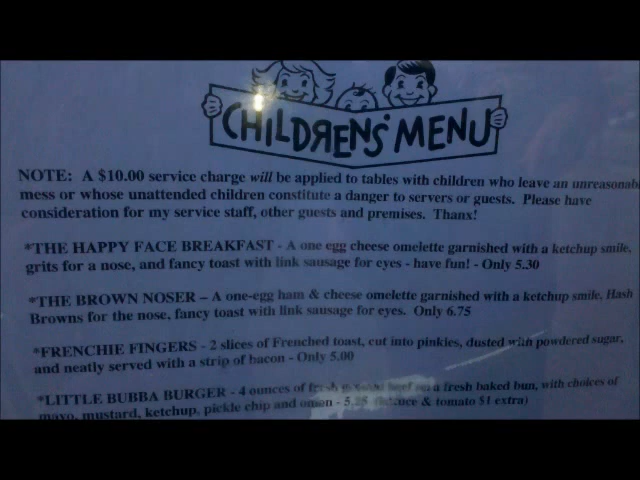 CHILDRENS' MENU
NOTE: A $10.00 service charge will be applied to tables with children who leave an unreasonabl
mess or whose unattended children constitute a danger to servers or guests. Please have
consideration for my service staff, other guests and premises. Thanx!
*THE HAPPY FACE BREAKFAST - A one egg cheese omelette garnished with a ketchup smile,
grits for a nose, and fancy toast with link sausage for eyes - have fun! - Only 5.30
*THE BROWN NOSER – A one-egg ham & cheese omelette garnished with a ketchup smile, Hash
Browns for the nose, fancy toast with link sausage for eyes. Only 6.75
*FRENCHIE FINGERS - 2 slices of Frenched toast, cut into pinkies, dusted with powdered sugar,
and neatly served with a strip of bacon - Only 5.00
*LITTLE BUBBA BURGER - 4 ounces of fresh ground beef on a fresh baked bun, with choices of
mayo, mustard, ketchup, pickle chip and onion - 5.25 (lettuce & tomato $1 extra)